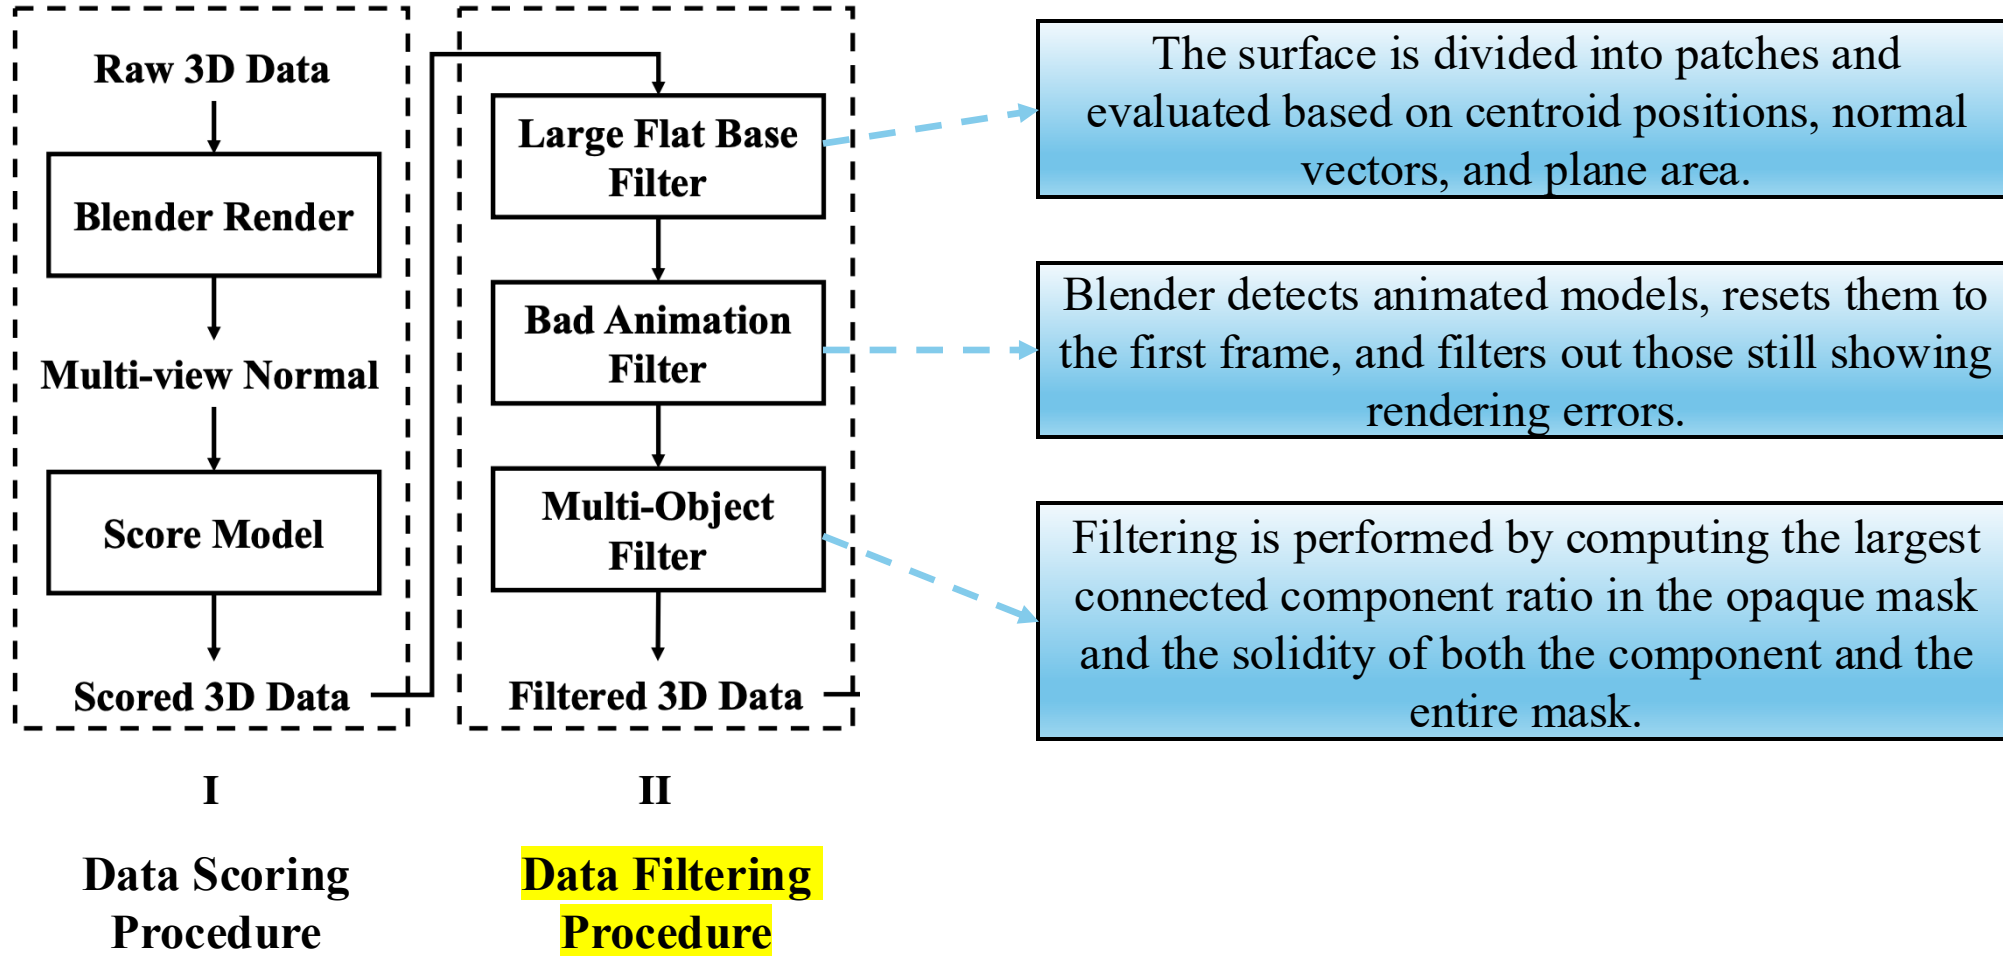 Raw 3D Data
Blender Render
Multi-view Normal
Score Model
Scored 3D Data
I
Data Scoring
Procedure
Large Flat Base
Filter
Bad Animation
Filter
Multi-Object
Filter
Filtered 3D Data
II
Data Filtering
Procedure
The surface is divided into patches and
evaluated based on centroid positions, normal
vectors, and plane area.
Blender detects animated models, resets them to
the first frame, and filters out those still showing
rendering errors.
Filtering is performed by computing the largest
connected component ratio in the opaque mask
and the solidity of both the component and the
entire mask.